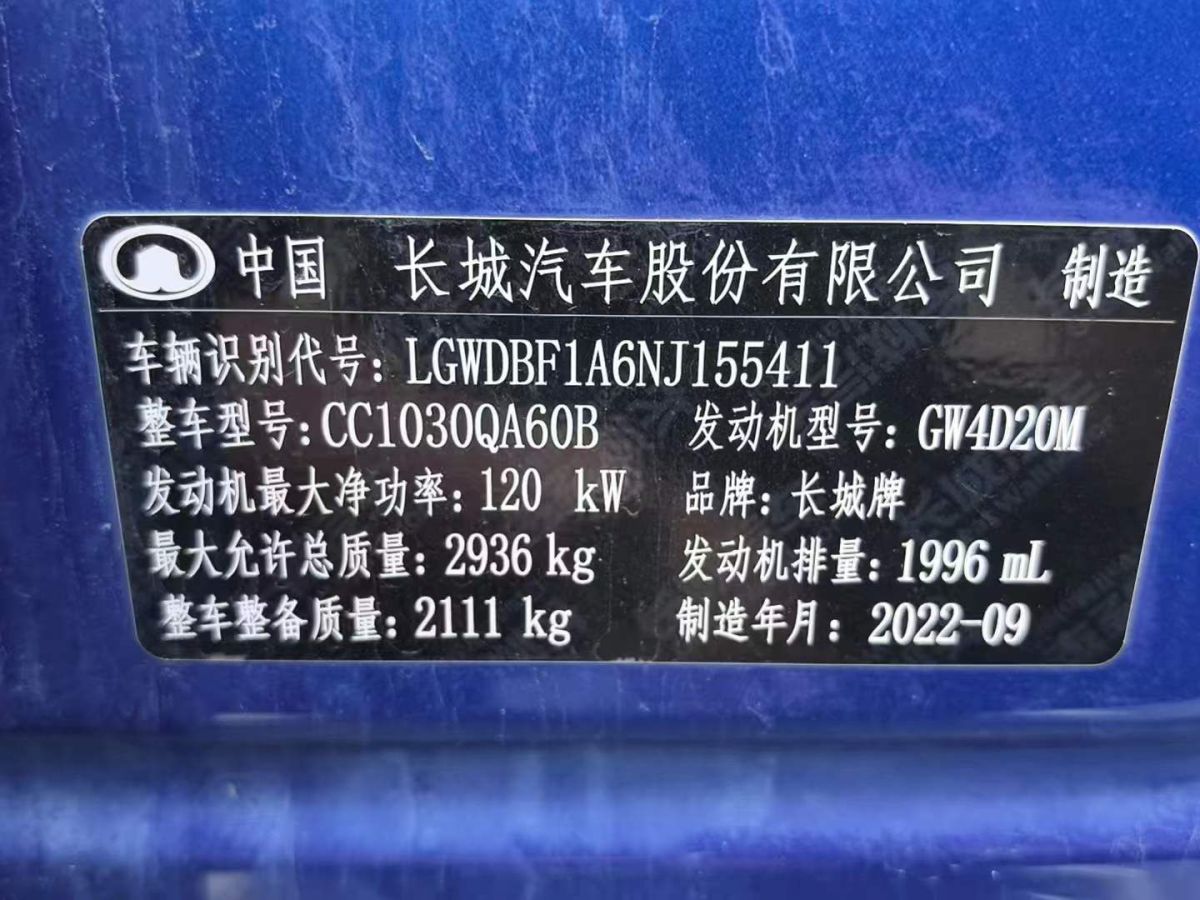 中国 长城汽车股份有限公司 制造
车辆识别代号：LGWDBF1A6NJ155411
整车型号：CC1030QA60B 发动机型号：GW4D20M
发动机最大净功率：120 kW 品牌：长城牌
最大允许总质量：2936 kg 发动机排量：1996 mL
整车整备质量：2111 kg 制造年月：2022-09